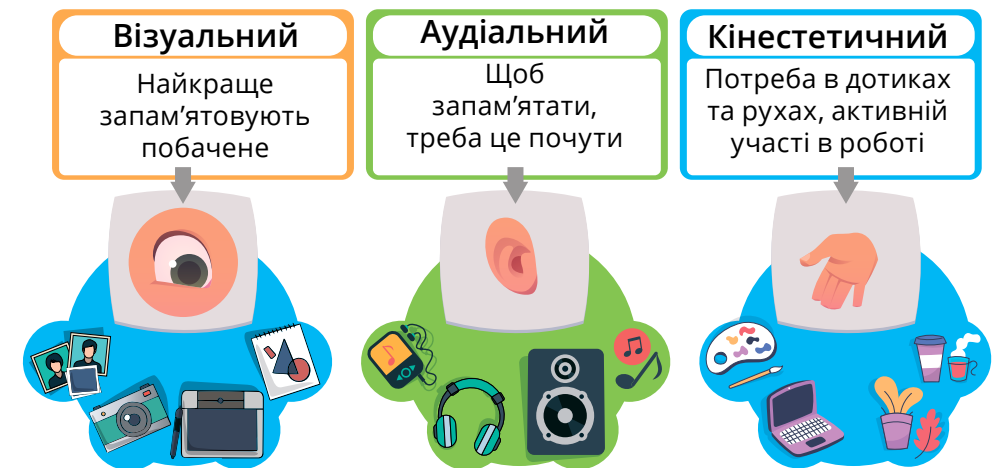 Візуальний
Найкраще
запам’ятовують
побачене
Аудіальний
Щоб
запам’ятати,
треба це почути
Кінестетичний
Потреба в дотиках
та рухах, активній
участі в роботі